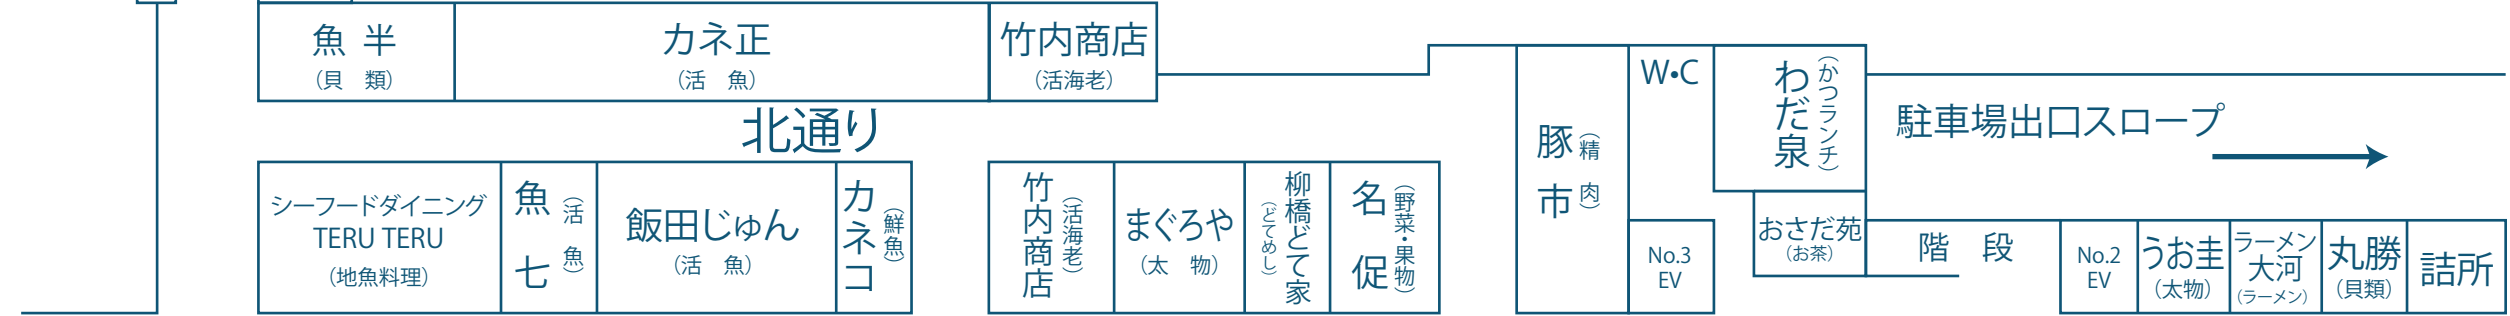 魚 半
（貝　類）
カネ正
（活　魚）
竹内商店
（活海老）
W•C
わだ泉
（かつランチ）
豚 市
（精　肉）
北通り
駐車場出口スロープ
シーフードダイニング
TERU TERU
（地魚料理）
魚 七
（活　魚）
飯田じゅん
（活　魚）
カネコ
（鮮魚）
竹内商店
（活海老）
まぐろや
（太　物）
柳橋どて家
（どてめし）
名 促
（野菜・果物）
No.3
EV
おさだ苑
（お茶）
階 段
No.2
EV
うお圭
（太物）
ラーメン
大河
（ラーメン）
丸勝
（貝類）
詰所